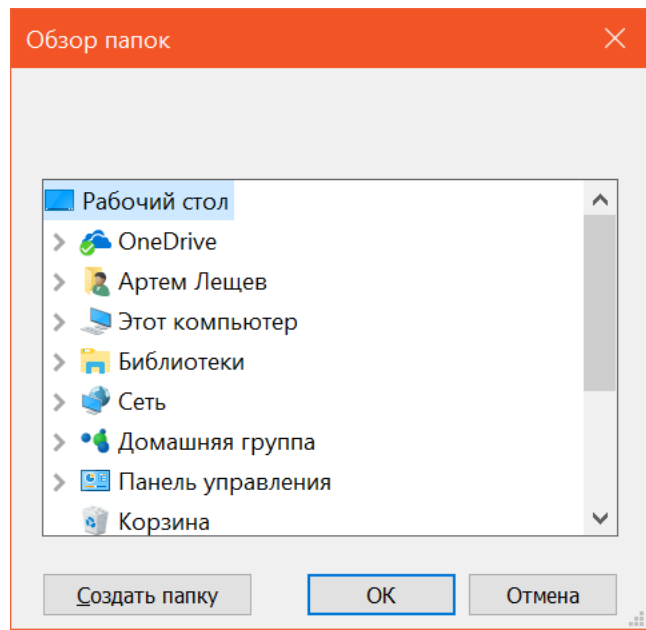 Обзор папок
Рабочий стол
OneDrive
Артем Лещев
Этот компьютер
Библиотеки
Сеть
Домашняя группа
Панель управления
Корзина
Создать папку ОК Отмена